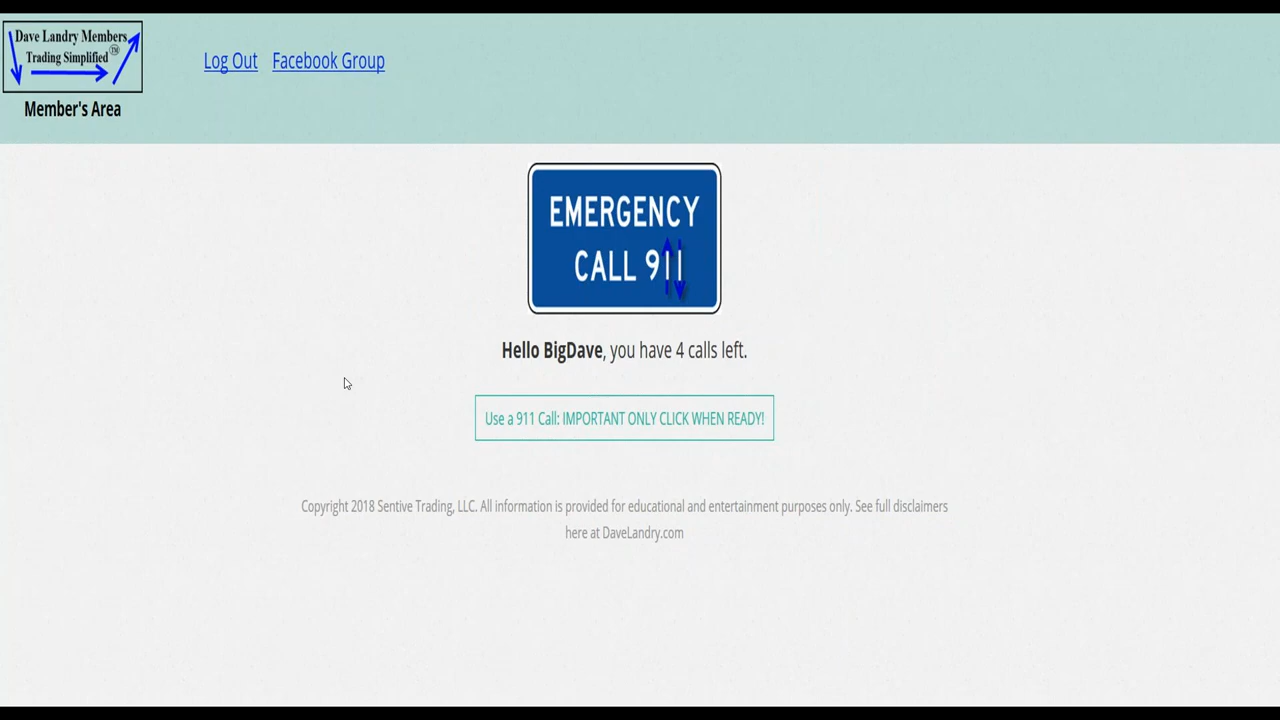 Dave Landry Members
Trading Simplified TM
Member's Area
Log Out Facebook Group
EMERGENCY
CALL 911
Hello BigDave, you have 4 calls left.
Use a 911 Call: IMPORTANT ONLY CLICK WHEN READY!
Copyright 2018 Sentive Trading, LLC. All information is provided for educational and entertainment purposes only. See full disclaimers
here at DaveLandry.com